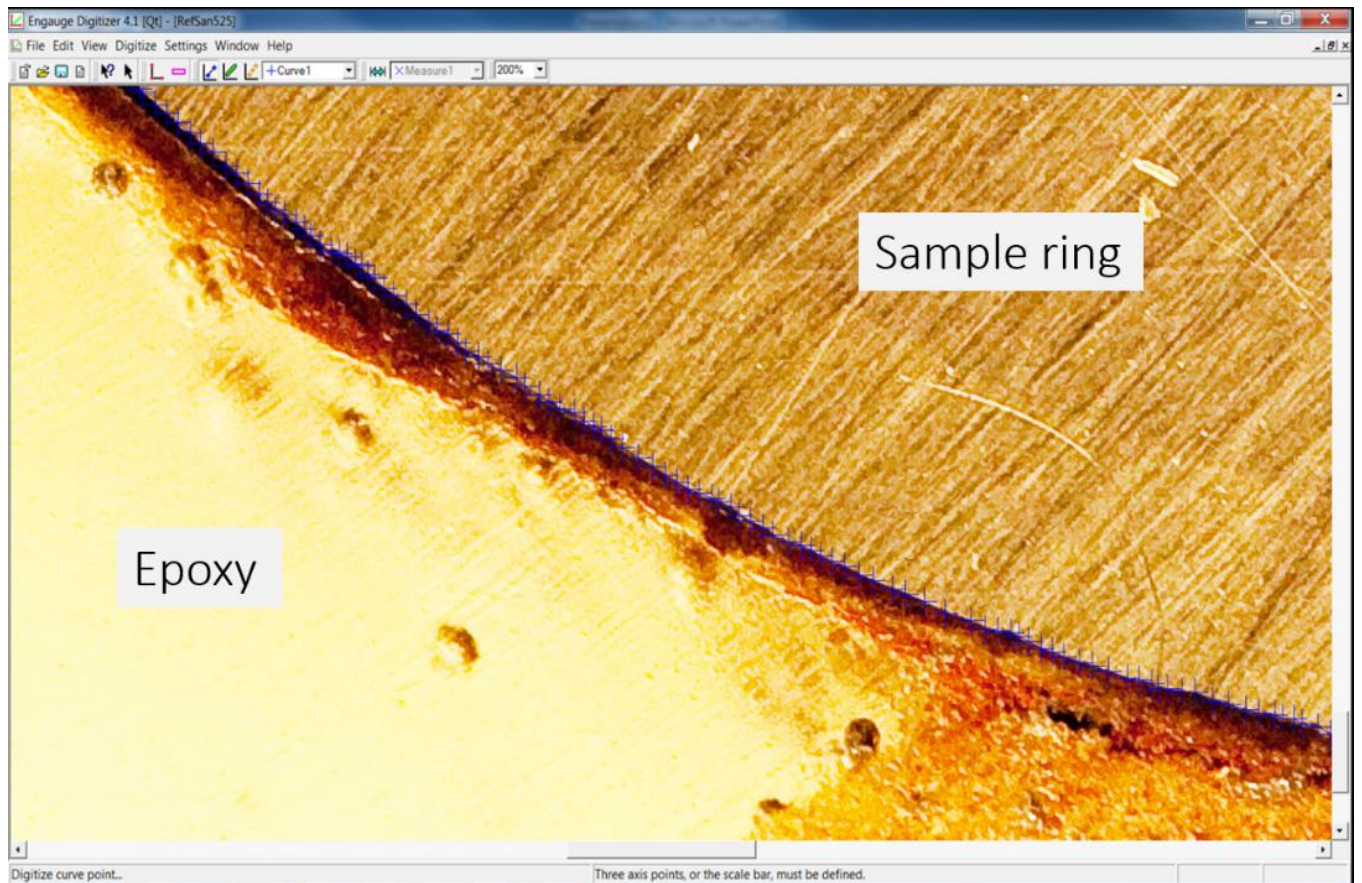 Engauge Digitizer 4.1 [Qt] - [RefSan525]
File Edit View Digitize Settings Window Help
Curve1 Measure1 200%
Sample ring
Epoxy
Digitize curve point...
Three axis points, or the scale bar, must be defined.